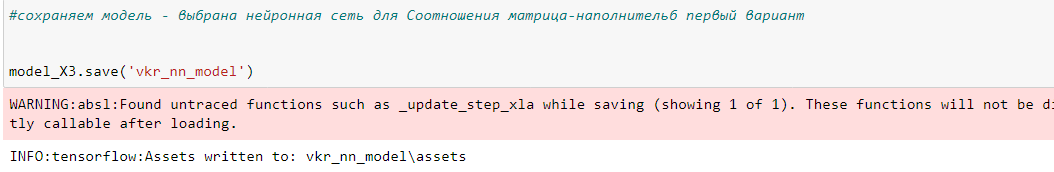 #сохраняем модель - выбрана нейронная сеть для Соотношения матрица-наполнительб первый вариант
model_X3.save('vkr_nn_model')
WARNING:absl:Found untraced functions such as _update_step_xla while saving (showing 1 of 1). These functions will not be di
tly callable after loading.
INFO:tensorflow:Assets written to: vkr_nn_model\assets